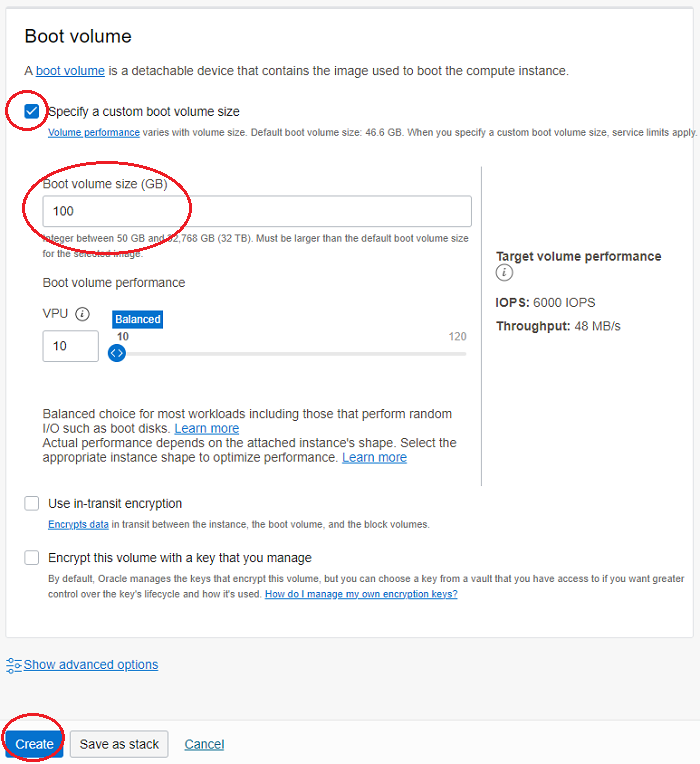 Boot volume
A boot volume is a detachable device that contains the image used to boot the compute instance.
Specify a custom boot volume size
Volume performance varies with volume size. Default boot volume size: 46.6 GB. When you specify a custom boot volume size, service limits apply.
Boot volume size (GB)
100
Integer between 50 GB and 32,768 GB (32 TB). Must be larger than the default boot volume size
for the selected image.
Boot volume performance
VPU
Balanced
10
10
120
Balanced choice for most workloads including those that perform random
I/O such as boot disks. Learn more
Actual performance depends on the attached instance's shape. Select the
appropriate instance shape to optimize performance. Learn more
Target volume performance
IOPS: 6000 IOPS
Throughput: 48 MB/s
Use in-transit encryption
Encrypts data in transit between the instance, the boot volume, and the block volumes.
Encrypt this volume with a key that you manage
By default, Oracle manages the keys that encrypt this volume, but you can choose a key from a vault that you have access to if you want greater
control over the key's lifecycle and how it's used. How do I manage my own encryption keys?
Show advanced options
Create
Save as stack
Cancel